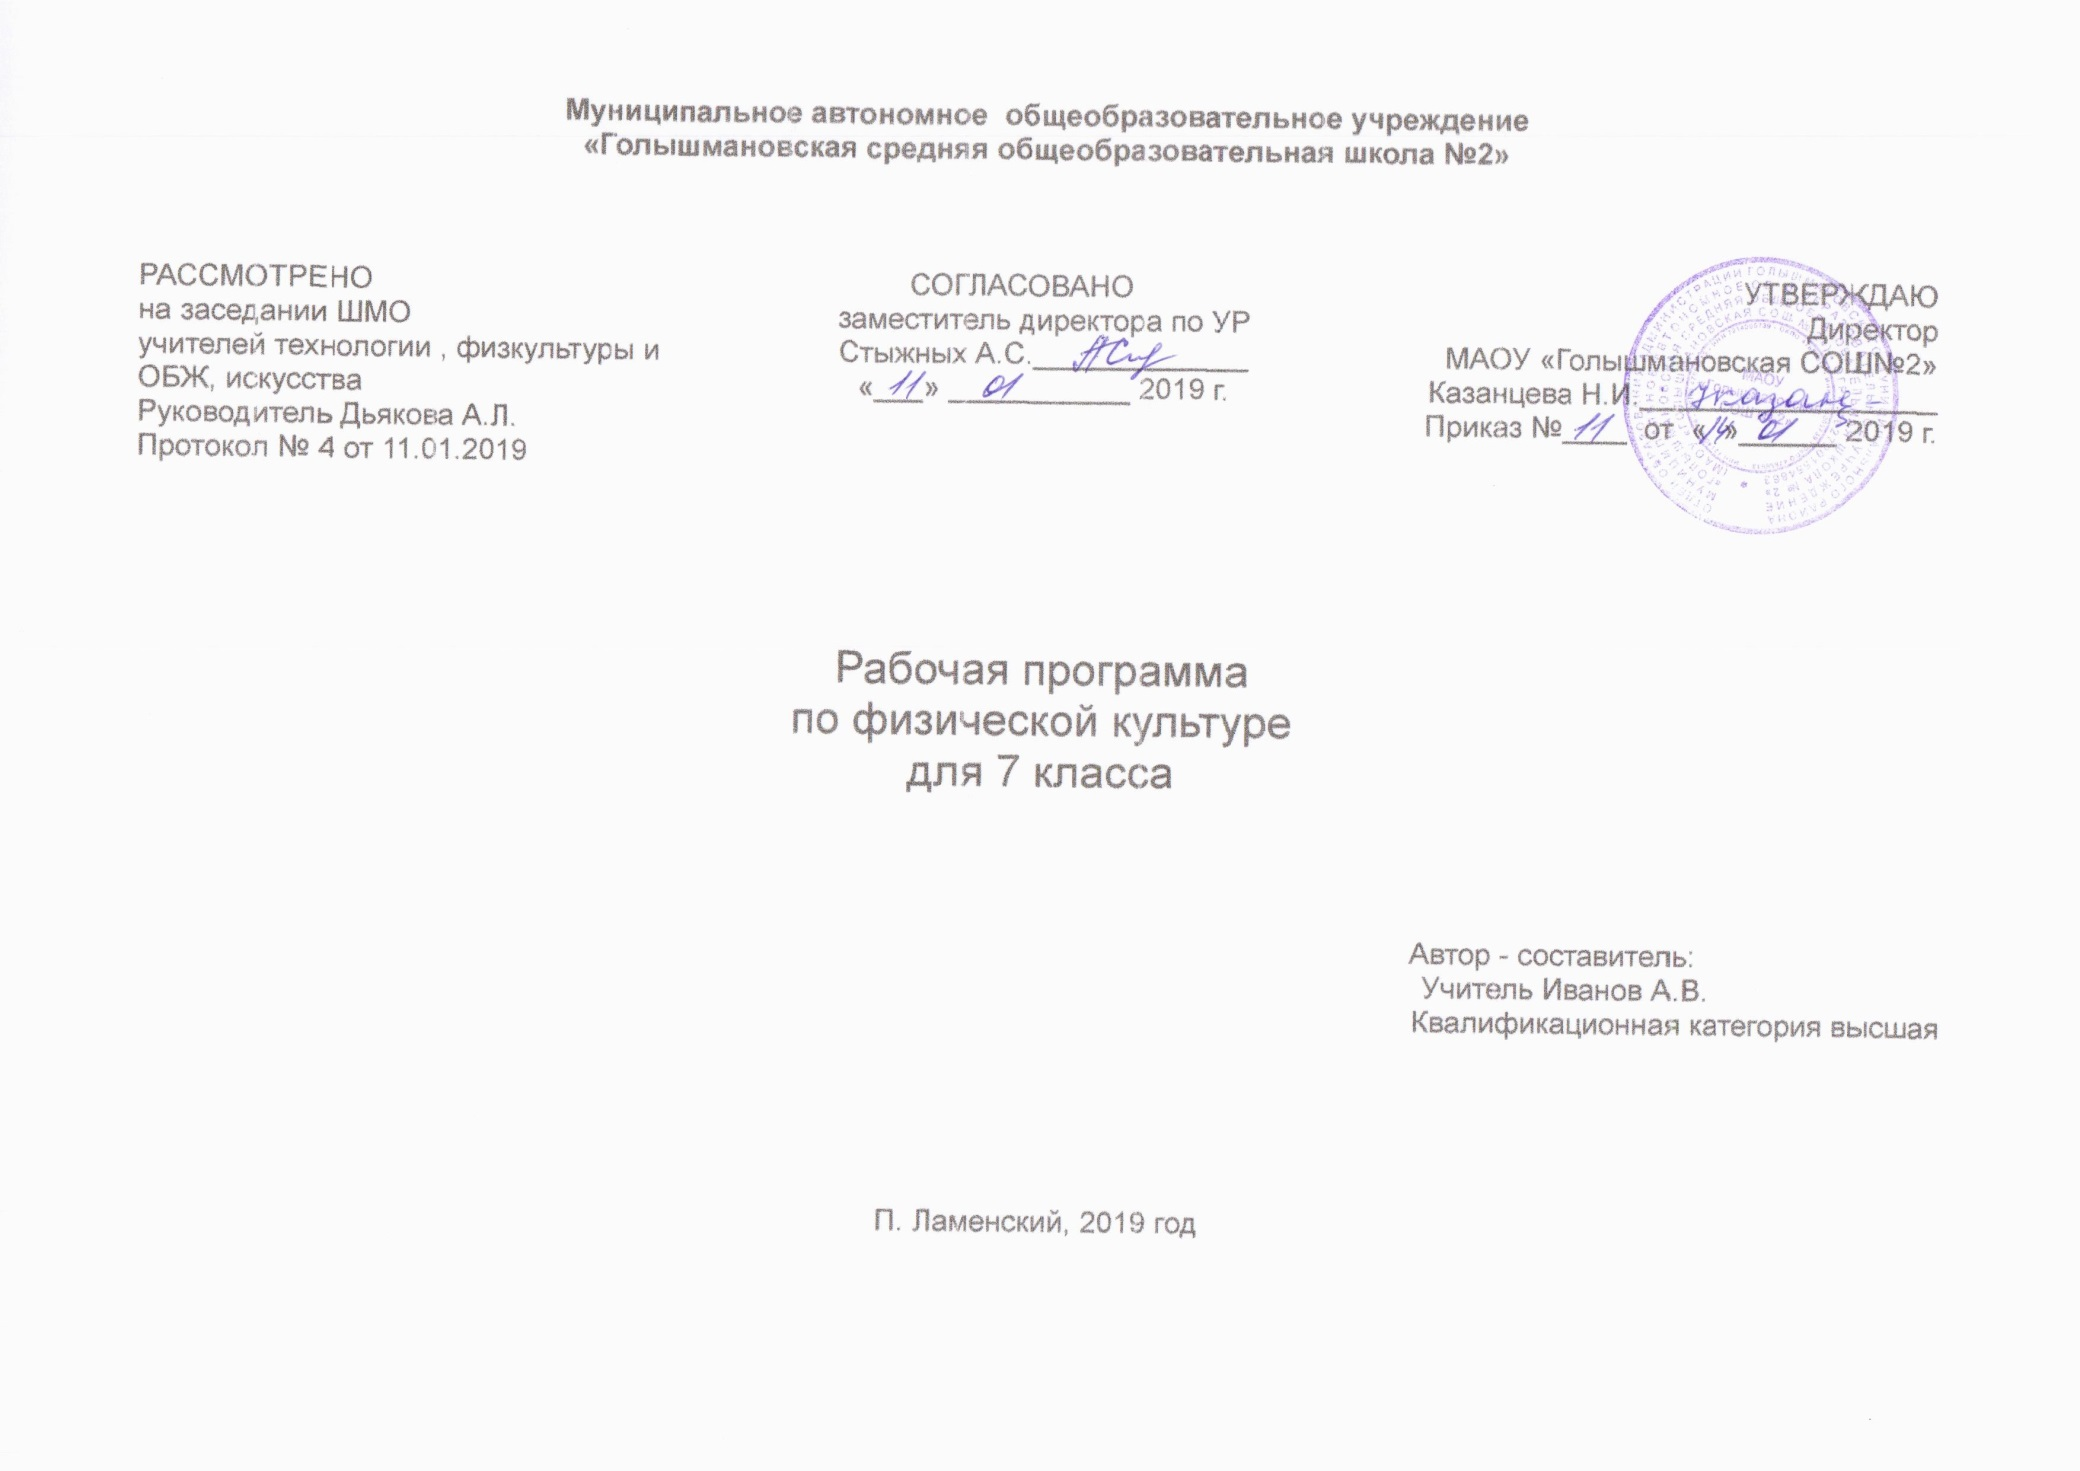 Муниципальное автономное общеобразовательное учреждение
«Голышмановская средняя общеобразовательная школа №2»
РАССМОТРЕНО
на заседании ШМО
учителей технологии , физкультуры и
ОБЖ, искусства
Руководитель Дьякова А.Л.
Протокол № 4 от 11.01.2019
СОГЛАСОВАНО
заместитель директора по УР
Стыжных А.С.
«11» 01 2019 г.
УТВЕРЖДАЮ
Директор
МАОУ «Голышмановская СОШ№2»
Казанцева Н.И.
Приказ № 11 от «14» 01 2019 г.
Рабочая программа
по физической культуре
для 7 класса
Автор - составитель:
Учитель Иванов А.В.
Квалификационная категория высшая
П. Ламенский, 2019 год